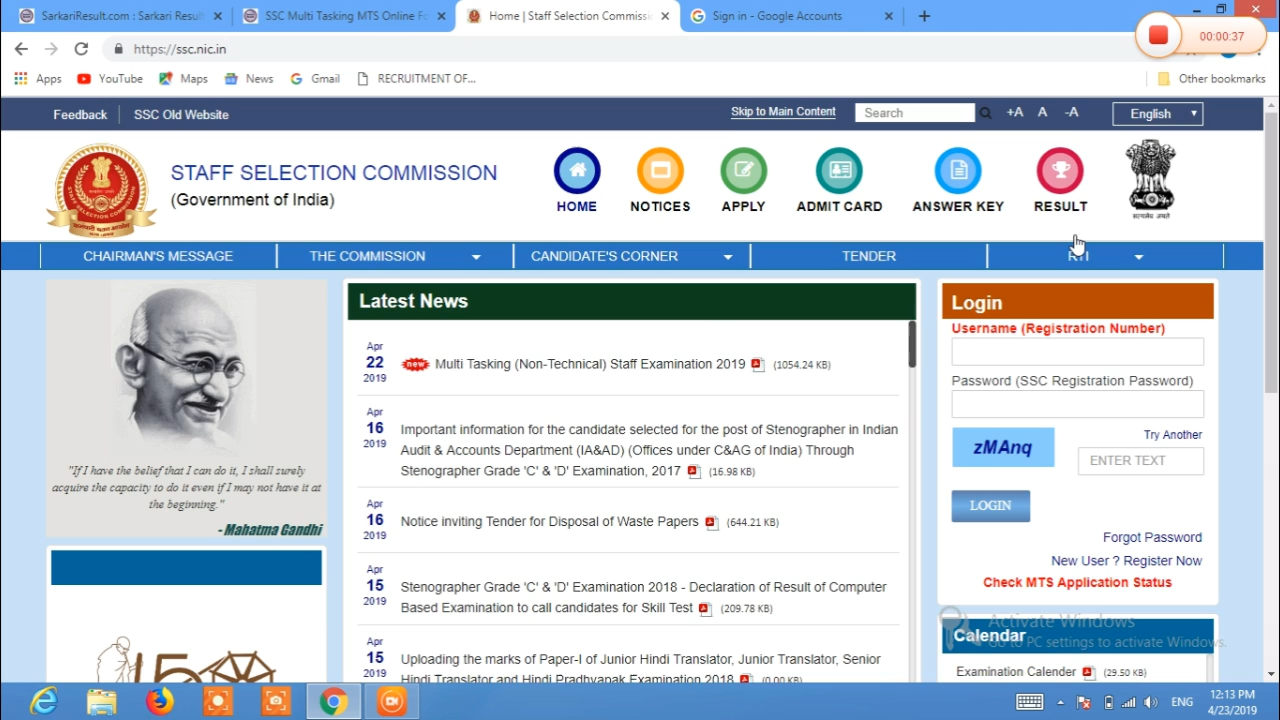 SarkariResult.com : Sarkari Resul
SSC Multi Tasking MTS Online Fo
Home | Staff Selection Commissio
Sign in - Google Accounts
https://ssc.nic.in
00:00:37
Apps
YouTube
Maps
News
Gmail
RECRUITMENT OF...
Other bookmarks
Feedback
SSC Old Website
Skip to Main Content
Search
+A
A
-A
English
STAFF SELECTION COMMISSION
(Government of India)
HOME
NOTICES
APPLY
ADMIT CARD
ANSWER KEY
RESULT
सत्यमेव जयते
CHAIRMAN'S MESSAGE
THE COMMISSION
CANDIDATE'S CORNER
TENDER
RTI
"If I have the belief that I can do it, I shall surely
acquire the capacity to do it even if I may not have it at
the beginning."
- Mahatma Gandhi
Latest News
Apr
22
2019
new Multi Tasking (Non-Technical) Staff Examination 2019 (1054.24 KB)
Apr
16
2019
Important information for the candidate selected for the post of Stenographer in Indian
Audit & Accounts Department (IA&AD) (Offices under C&AG of India) Through
Stenographer Grade 'C' & 'D' Examination, 2017 (16.98 KB)
Apr
16
2019
Notice inviting Tender for Disposal of Waste Papers (644.21 KB)
Apr
15
2019
Stenographer Grade 'C' & 'D' Examination 2018 - Declaration of Result of Computer
Based Examination to call candidates for Skill Test (209.78 KB)
Apr
15
2019
Uploading the marks of Paper-I of Junior Hindi Translator, Junior Translator, Senior
Hindi Translator and Hindi Pradhyapak Examination 2018 (0.00 KB)
Login
Username (Registration Number)
Password (SSC Registration Password)
zMAnq
Try Another
ENTER TEXT
LOGIN
Forgot Password
New User ? Register Now
Check MTS Application Status
Activate Windows
Go to PC settings to activate Windows.
Calendar
Examination Calender (29.50 KB)
15
ENG
12:13 PM
4/23/2019